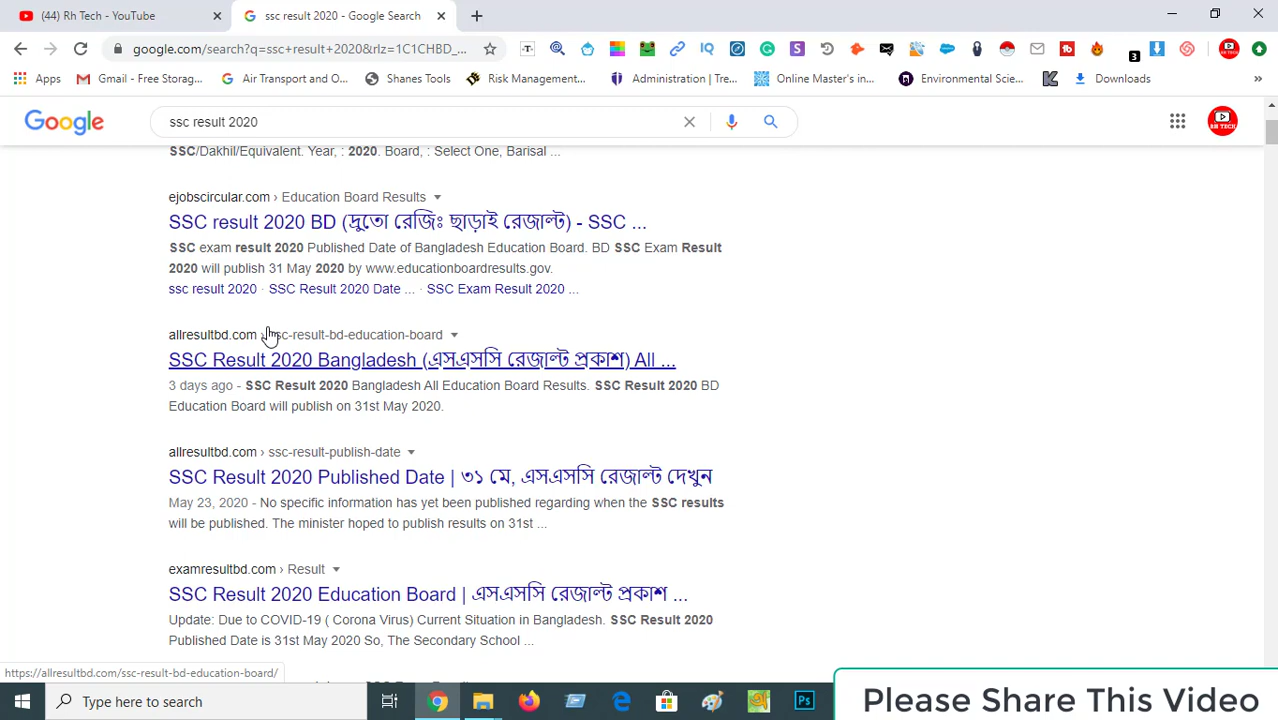 (44) Rh Tech - YouTube
ssc result 2020 - Google Search
google.com/search?q=ssc+result+2020&rlz=1C1CHBD_...
Apps
Gmail - Free Storag...
Air Transport and O...
Shanes Tools
Risk Management...
Administration | Tre...
Online Master's in...
Environmental Scie...
Downloads
Google
ssc result 2020
SSC/Dakhil/Equivalent. Year, : 2020. Board, : Select One, Barisal ...
ejobscircular.com › Education Board Results
SSC result 2020 BD (দ্রুতো রেজিঃ ছাড়াই রেজাল্ট) - SSC ...
SSC exam result 2020 Published Date of Bangladesh Education Board. BD SSC Exam Result
2020 will publish 31 May 2020 by www.educationboardresults.gov.
ssc result 2020 · SSC Result 2020 Date ... · SSC Exam Result 2020 ...
allresultbd.com › ssc-result-bd-education-board
SSC Result 2020 Bangladesh (এসএসসি রেজাল্ট প্রকাশ) All ...
3 days ago - SSC Result 2020 Bangladesh All Education Board Results. SSC Result 2020 BD
Education Board will publish on 31st May 2020.
allresultbd.com › ssc-result-publish-date
SSC Result 2020 Published Date | ৩১ মে, এসএসসি রেজাল্ট দেখুন
May 23, 2020 - No specific information has yet been published regarding when the SSC results
will be published. The minister hoped to publish results on 31st ...
examresultbd.com › Result
SSC Result 2020 Education Board | এসএসসি রেজাল্ট প্রকাশ ...
Update: Due to COVID-19 ( Corona Virus) Current Situation in Bangladesh. SSC Result 2020
Published Date is 31st May 2020 So, The Secondary School ...
https://allresultbd.com/ssc-result-bd-education-board/
Type here to search
Please Share This Video